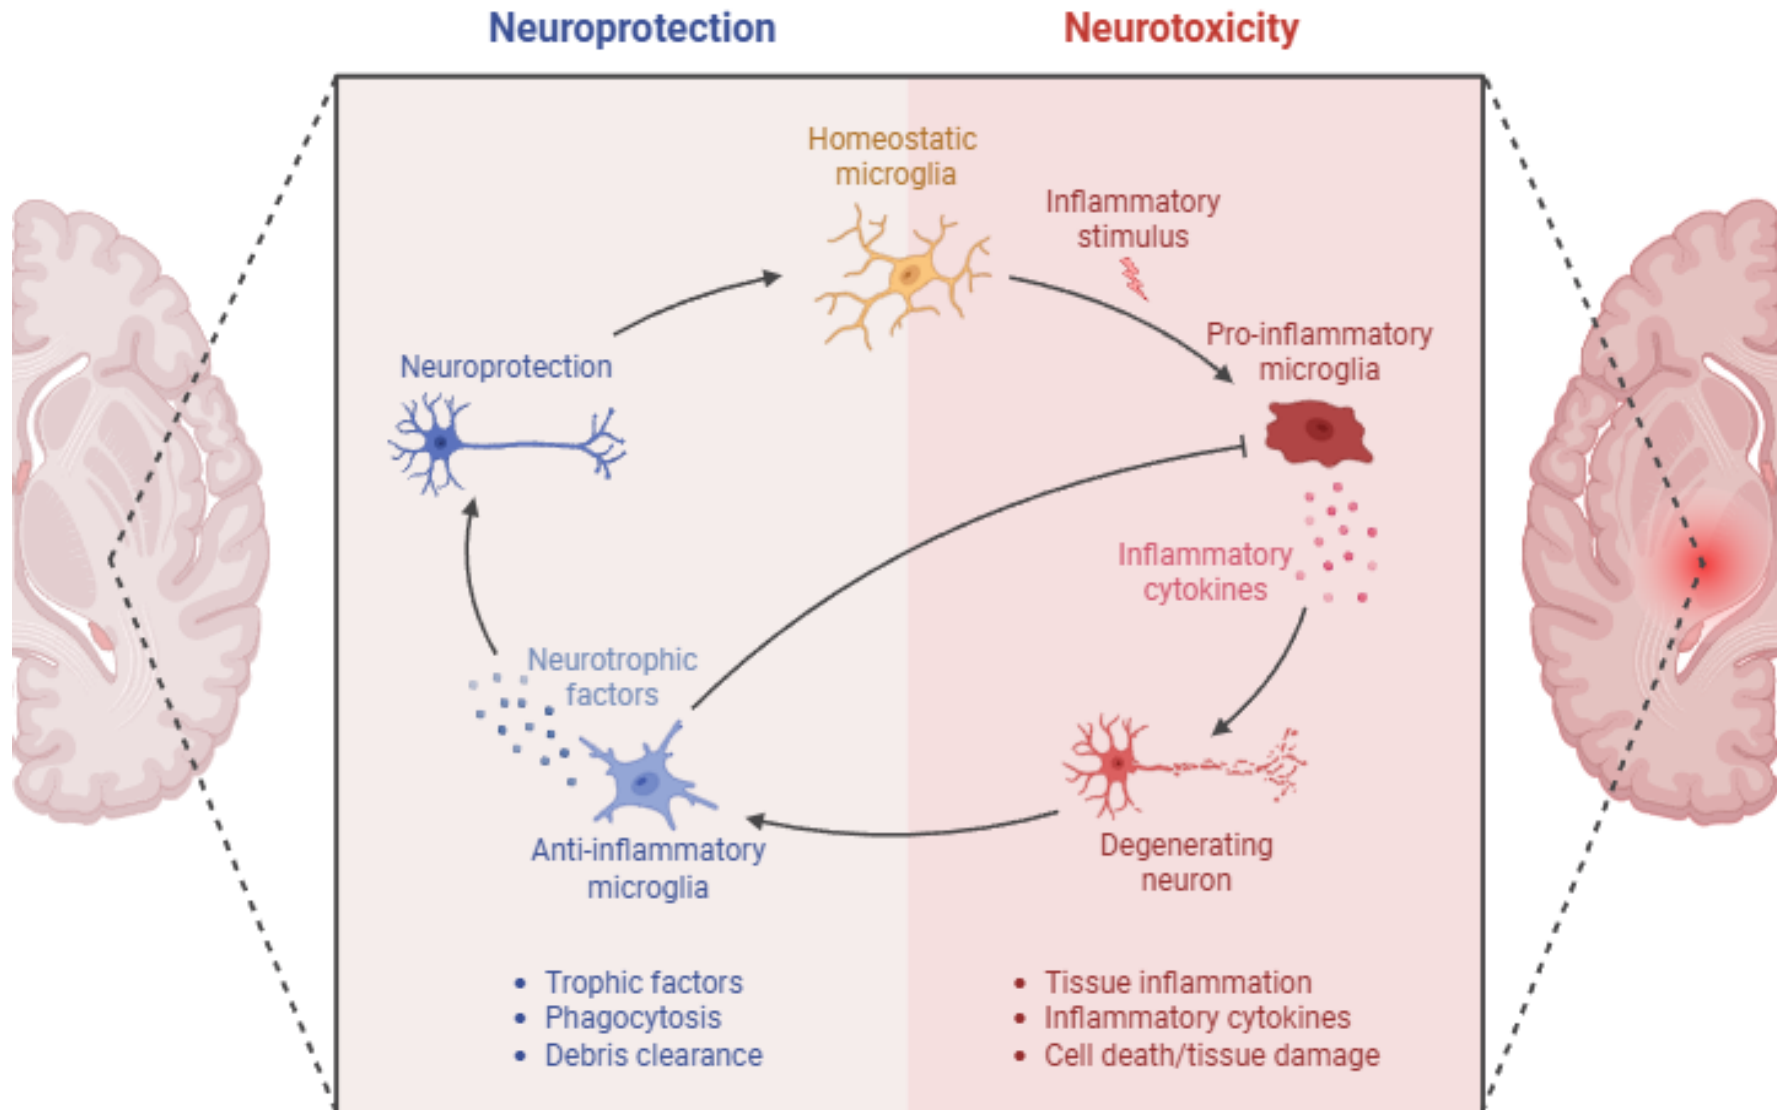 Neuroprotection
Neurotoxicity
Homeostatic
microglia
Inflammatory
stimulus
Pro-inflammatory
microglia
Neuroprotection
Inflammatory
cytokines
Neurotrophic
factors
Anti-inflammatory
microglia
Degenerating
neuron
• Trophic factors
• Phagocytosis
• Debris clearance
• Tissue inflammation
• Inflammatory cytokines
• Cell death/tissue damage